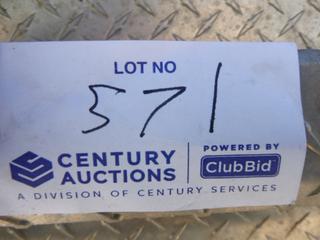 LOT NO
571
CENTURY AUCTIONS
POWERED BY
ClubBid
A DIVISION OF CENTURY SERVICES